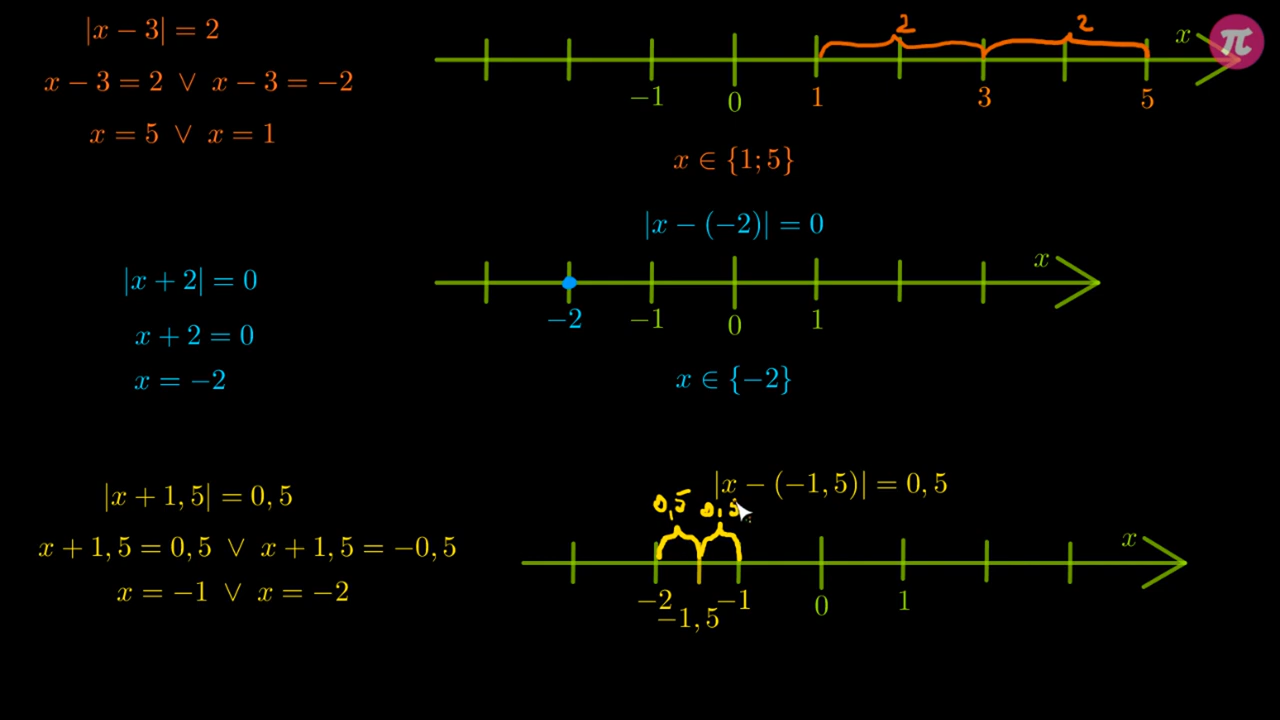 |x − 3| = 2
x − 3 = 2 ∨ x − 3 = −2
x = 5 ∨ x = 1
2 2
x
π
−1 0 1 3 5
x ∈ {1; 5}
|x + 2| = 0
x + 2 = 0
x = −2
|x − (−2)| = 0
x
−2 −1 0 1
x ∈ {−2}
|x + 1, 5| = 0, 5
x + 1, 5 = 0, 5 ∨ x + 1, 5 = −0, 5
x = −1 ∨ x = −2
|x − (−1, 5)| = 0, 5
0,5 0,5
x
−2 −1 0 1
−1, 5